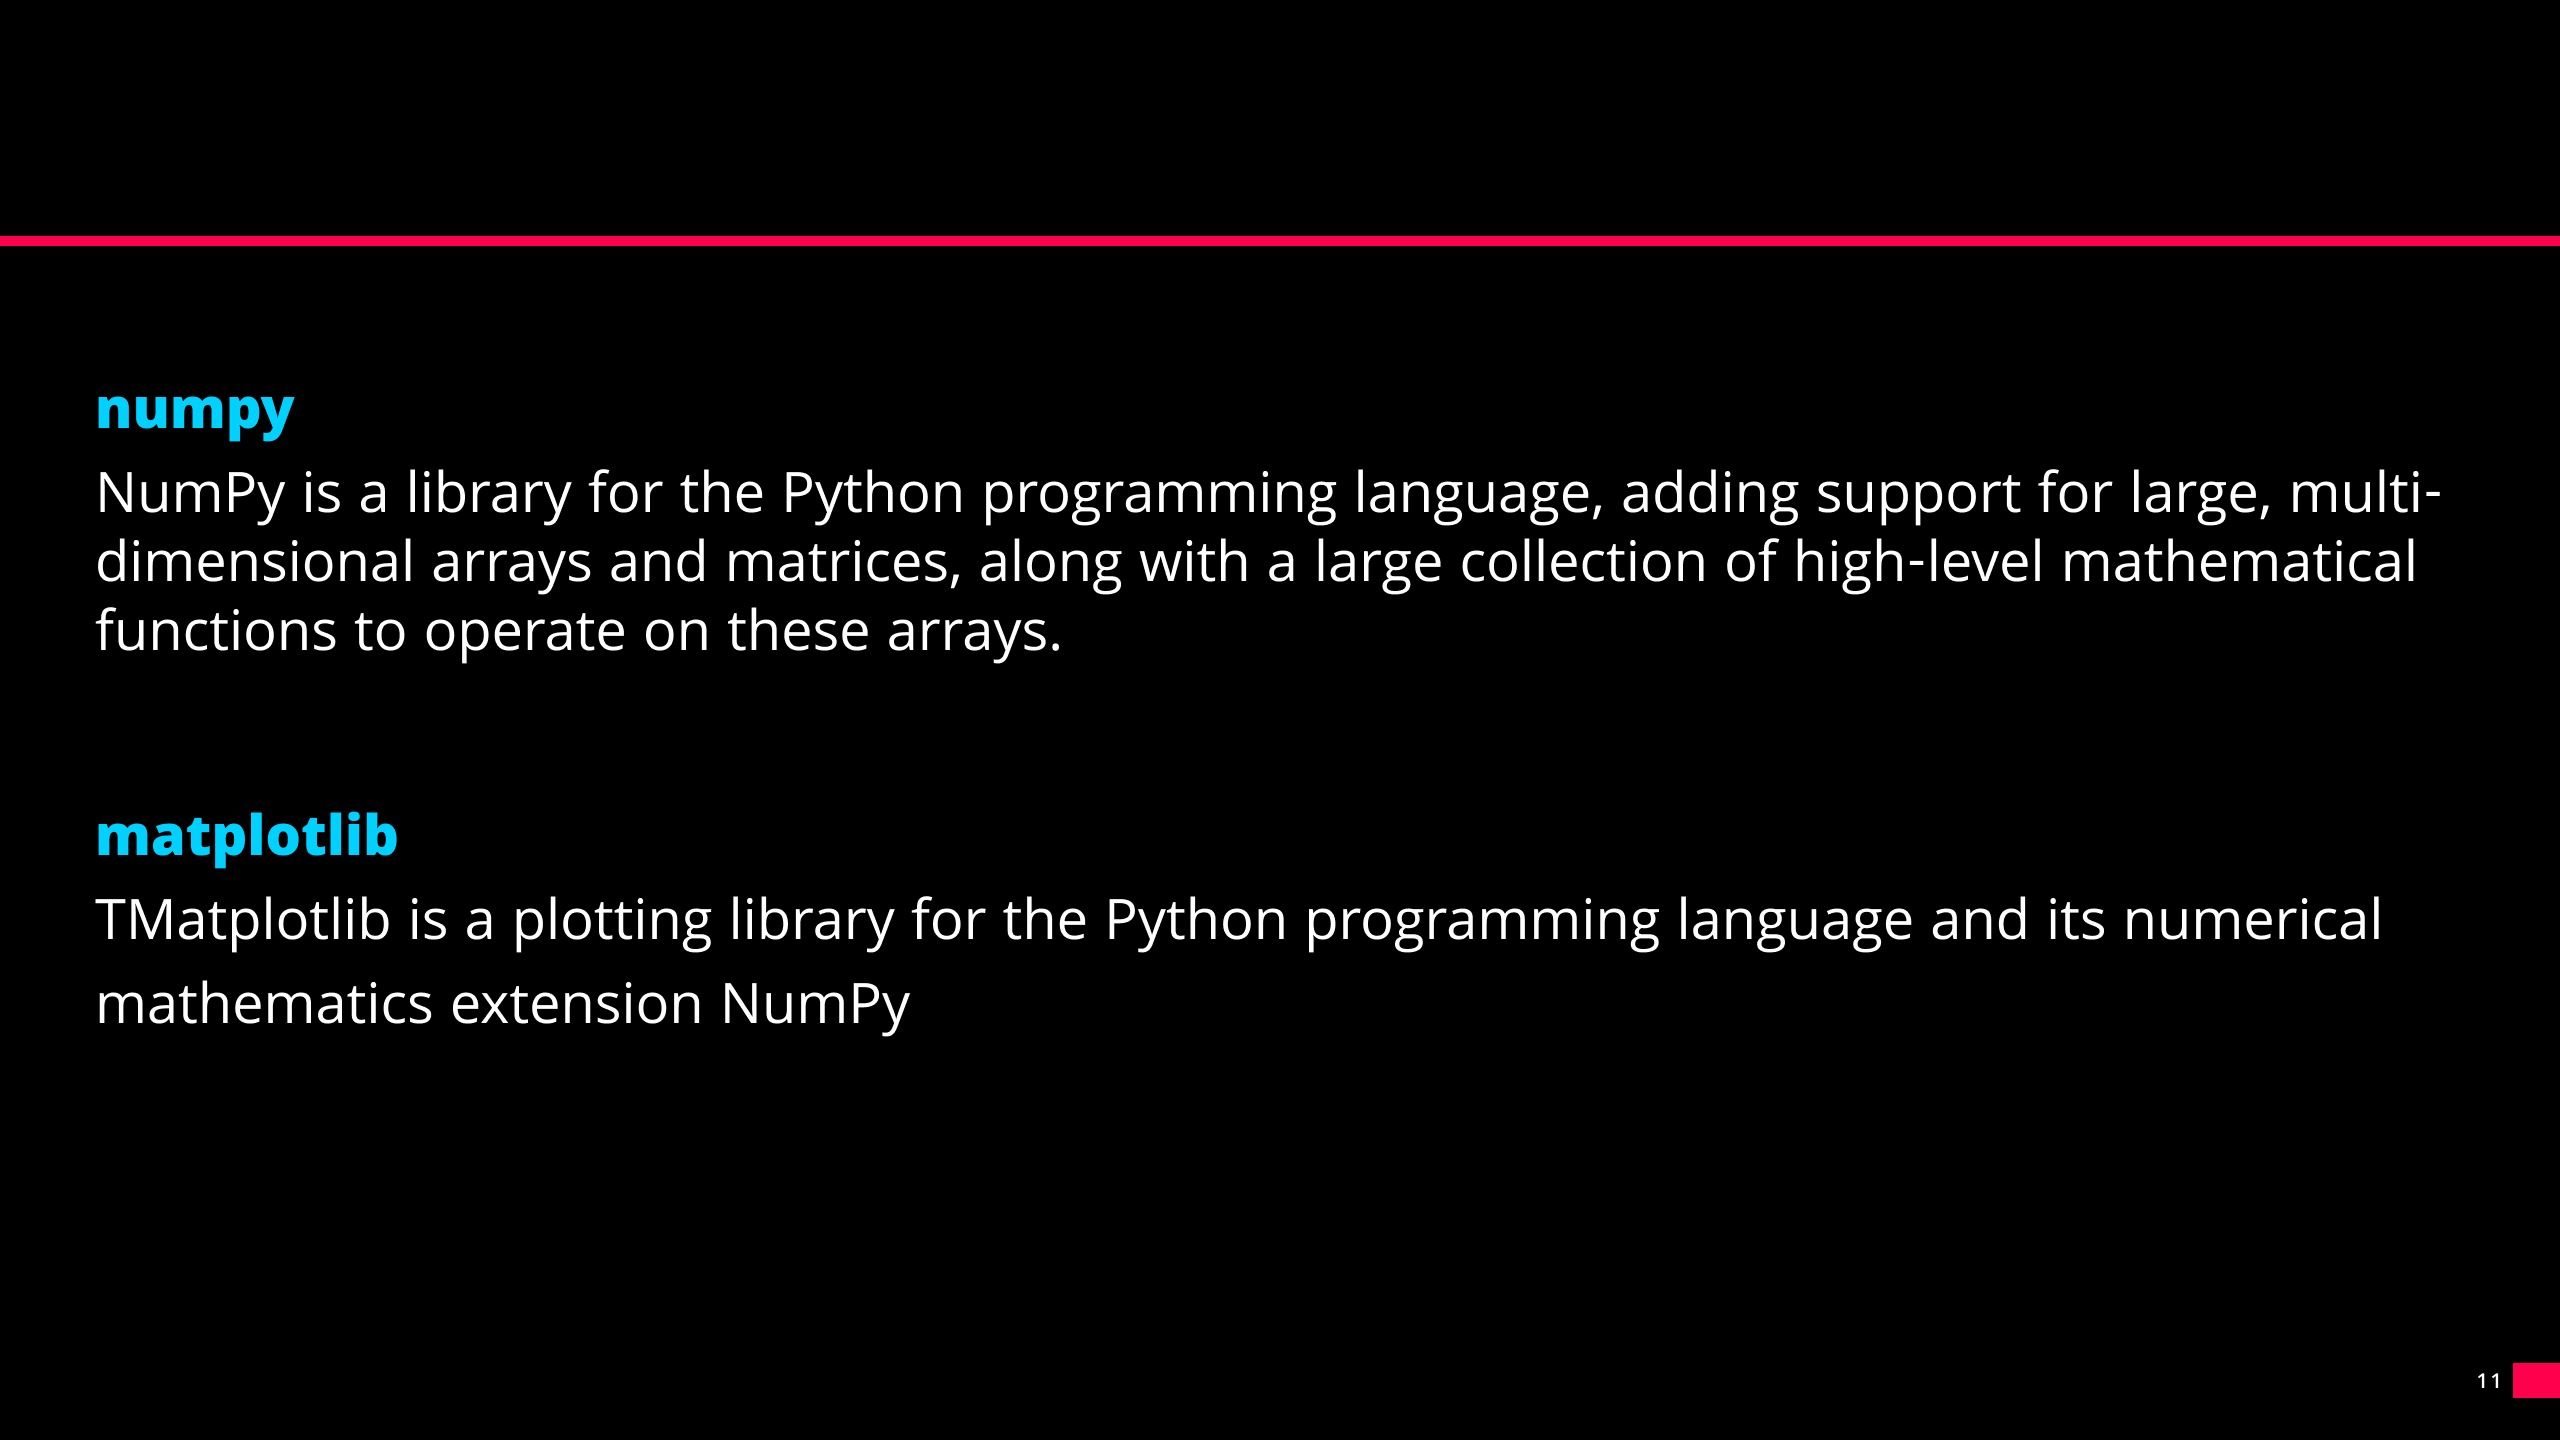 numpy
NumPy is a library for the Python programming language, adding support for large, multi-
dimensional arrays and matrices, along with a large collection of high-level mathematical
functions to operate on these arrays.
matplotlib
TMatplotlib is a plotting library for the Python programming language and its numerical
mathematics extension NumPy
11